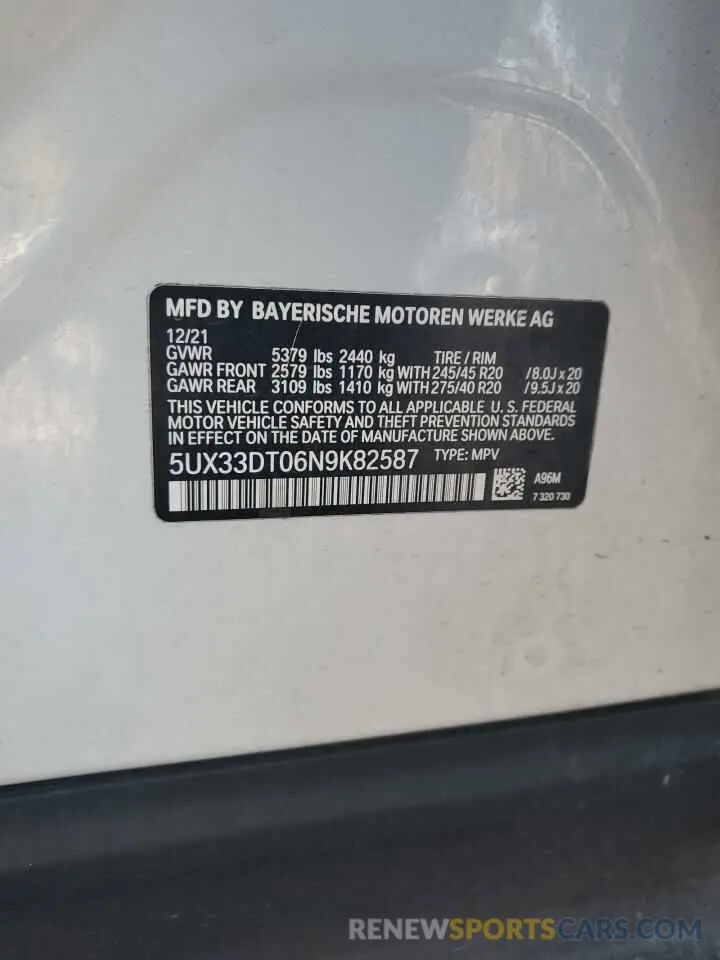 MFD BY BAYERISCHE MOTOREN WERKE AG
12/21
GVWR 5379 lbs 2440 kg TIRE / RIM
GAWR FRONT 2579 lbs 1170 kg WITH 245/45 R20 /8.0J x 20
GAWR REAR 3109 lbs 1410 kg WITH 275/40 R20 /9.5J x 20
THIS VEHICLE CONFORMS TO ALL APPLICABLE U. S. FEDERAL
MOTOR VEHICLE SAFETY AND THEFT PREVENTION STANDARDS
IN EFFECT ON THE DATE OF MANUFACTURE SHOWN ABOVE.
5UX33DT06N9K82587 TYPE: MPV
A96M
7 320 730
RENEWSPORTSCARS.COM